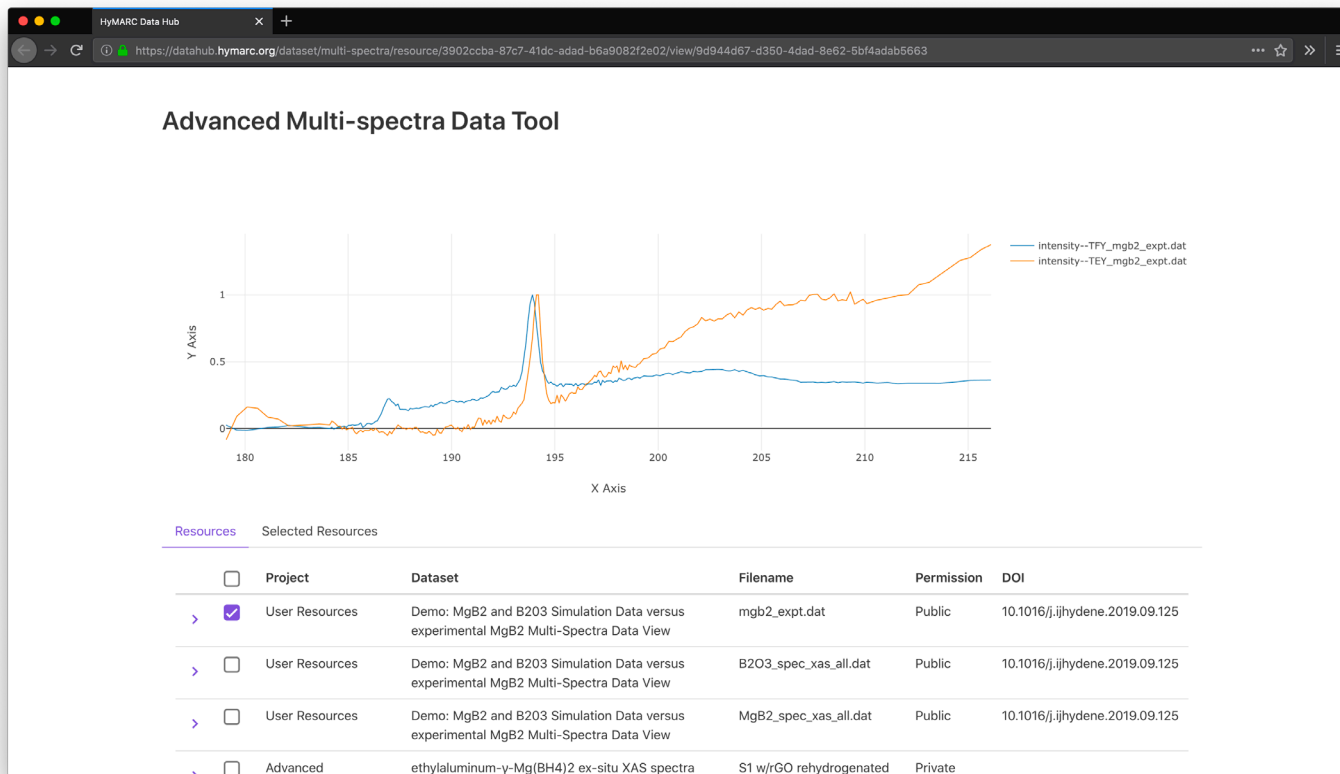 HyMARC Data Hub
https://datahub.hymarc.org/dataset/multi-spectra/resource/3902ccba-87c7-41dc-adad-b6a9082f2e02/view/9d944d67-d350-4dad-8e62-5bf4adab5663
Advanced Multi-spectra Data Tool
intensity--TFY_mgb2_expt.dat
intensity--TEY_mgb2_expt.dat
1
0.5
0
Y Axis
180 185 190 195 200 205 210 215
X Axis
Resources Selected Resources
Project Dataset Filename Permission DOI
User Resources Demo: MgB2 and B203 Simulation Data versus mgb2_expt.dat Public 10.1016/j.ijhydene.2019.09.125
experimental MgB2 Multi-Spectra Data View
User Resources Demo: MgB2 and B203 Simulation Data versus B2O3_spec_xas_all.dat Public 10.1016/j.ijhydene.2019.09.125
experimental MgB2 Multi-Spectra Data View
User Resources Demo: MgB2 and B203 Simulation Data versus MgB2_spec_xas_all.dat Public 10.1016/j.ijhydene.2019.09.125
experimental MgB2 Multi-Spectra Data View
Advanced ethylaluminum-γ-Mg(BH4)2 ex-situ XAS spectra S1 w/rGO rehydrogenated Private